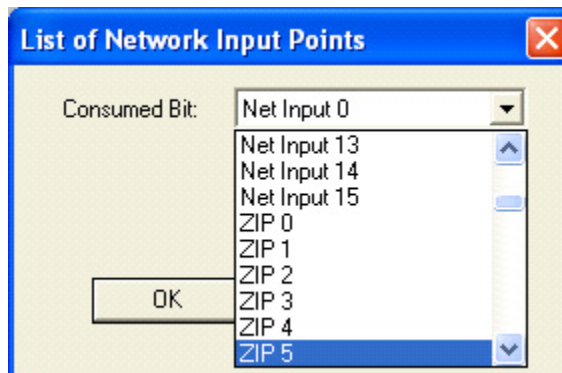 List of Network Input Points
Consumed Bit: Net Input 0
Net Input 13
Net Input 14
Net Input 15
ZIP 0
ZIP 1
ZIP 2
OK ZIP 3
ZIP 4
ZIP 5